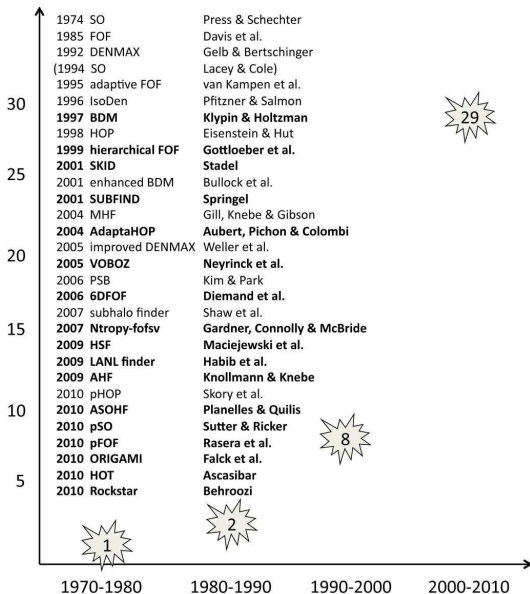 1974 SO Press & Schechter
1985 FOF Davis et al.
1992 DENMAX Gelb & Bertschinger
(1994 SO Lacey & Cole)
1995 adaptive FOF van Kampen et al.
1996 IsoDen Pfitzner & Salmon
1997 BDM Klypin & Holtzman
1998 HOP Eisenstein & Hut
1999 hierarchical FOF Gottloeber et al.
2001 SKID Stadel
2001 enhanced BDM Bullock et al.
2001 SUBFIND Springel
2004 MHF Gill, Knebe & Gibson
2004 AdaptaHOP Aubert, Pichon & Colombi
2005 improved DENMAX Weller et al.
2005 VOBOZ Neyrinck et al.
2006 PSB Kim & Park
2006 6DFOF Diemand et al.
2007 subhalo finder Shaw et al.
2007 Ntropy-fofsv Gardner, Connolly & McBride
2009 HSF Maciejewski et al.
2009 LANL finder Habib et al.
2009 AHF Knollmann & Knebe
2010 pHOP Skory et al.
2010 ASOHF Planelles & Quilis
2010 pSO Sutter & Ricker
2010 pFOF Rasera et al.
2010 ORIGAMI Falck et al.
2010 HOT Ascasibar
2010 Rockstar Behroozi
30
25
20
15
10
5
29
8
2
1
1970-1980 1980-1990 1990-2000 2000-2010